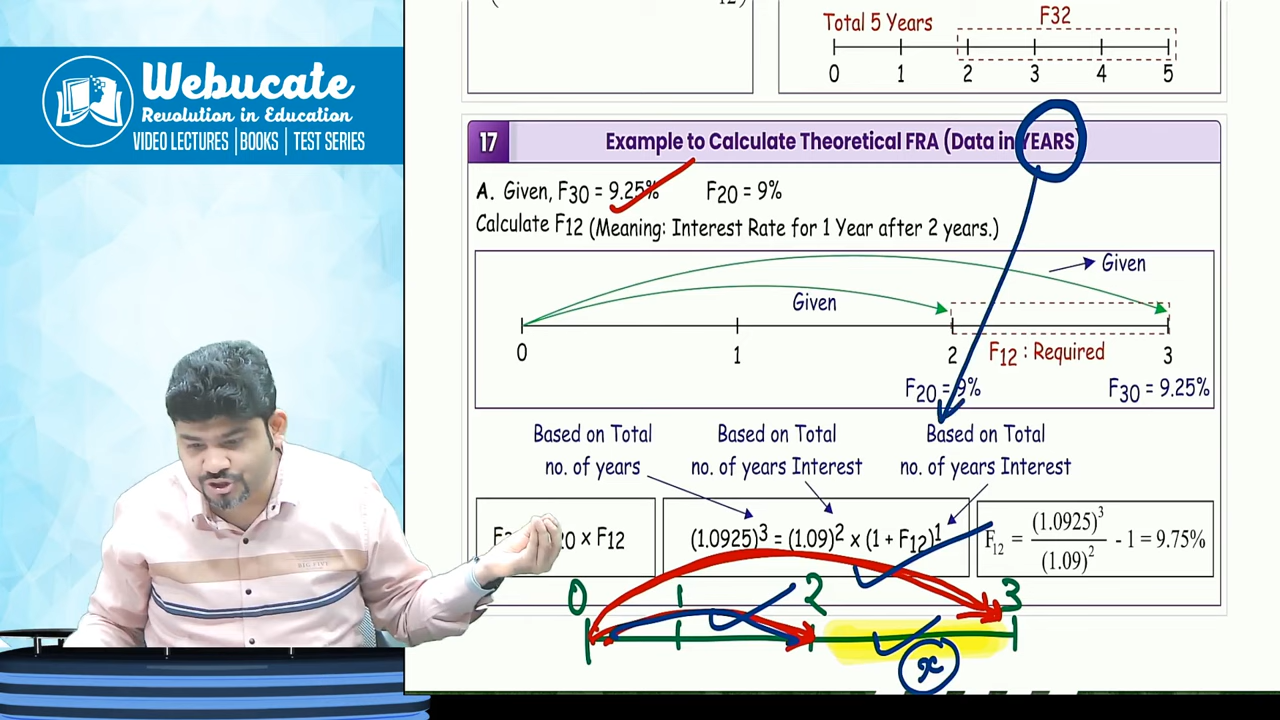 Webucate
Revolution in Education
VIDEO LECTURES | BOOKS | TEST SERIES
Total 5 Years
F32
0 1 2 3 4 5
17 Example to Calculate Theoretical FRA (Data in YEARS)
A. Given, F30 = 9.25% F20 = 9%
Calculate F12 (Meaning: Interest Rate for 1 Year after 2 years.)
Given
Given
0 1 2 F12 : Required 3
F20 = 9% F30 = 9.25%
Based on Total no. of years
Based on Total no. of years Interest
Based on Total no. of years Interest
x F12
(1.0925)³ = (1.09)² x (1 + F12)¹
F12 = (1.0925)³ / (1.09)² - 1 = 9.75%
0 1 2 3
x